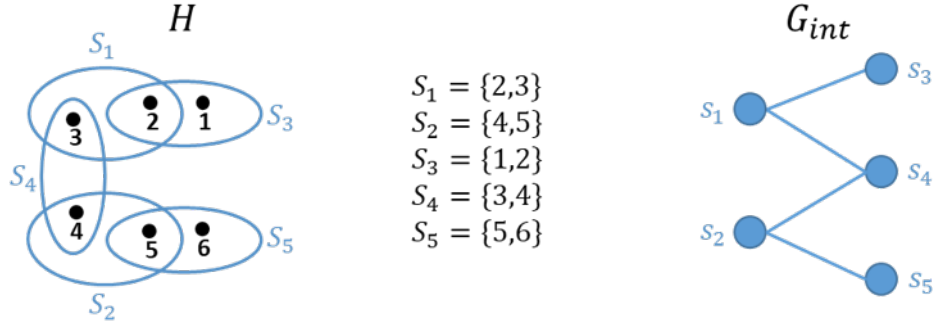 H
S₁
3
2
1
S₃
S₄
4
5
6
S₅
S₂
S₁ = {2,3}
S₂ = {4,5}
S₃ = {1,2}
S₄ = {3,4}
S₅ = {5,6}
G_int
s₃
s₁
s₄
s₂
s₅